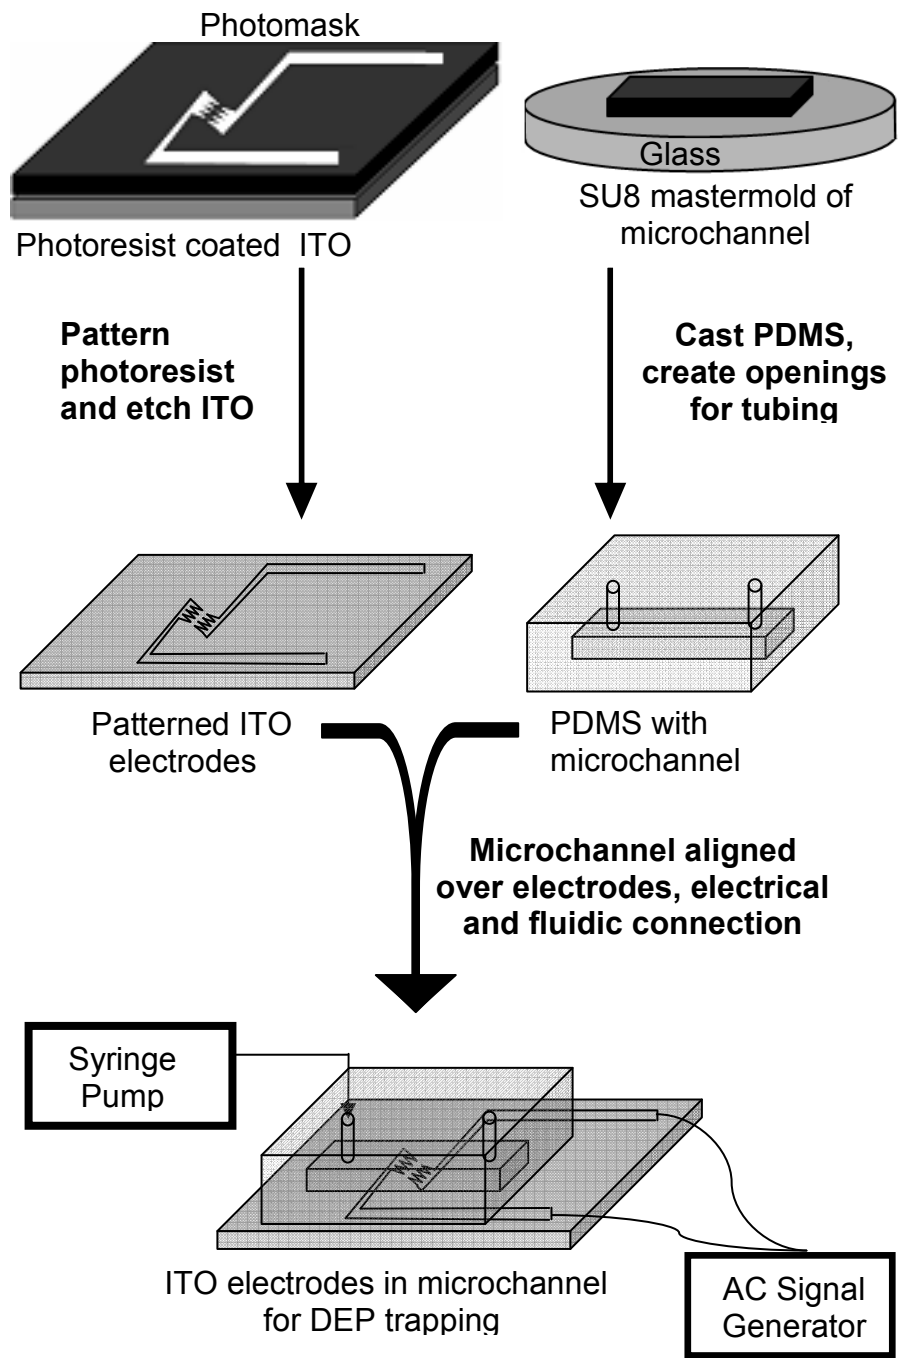 Photomask
Glass
Photoresist coated ITO
SU8 mastermold of
microchannel
Pattern
photoresist
and etch ITO
Cast PDMS,
create openings
for tubing
Patterned ITO
electrodes
PDMS with
microchannel
Microchannel aligned
over electrodes, electrical
and fluidic connection
Syringe
Pump
ITO electrodes in microchannel
for DEP trapping
AC Signal
Generator